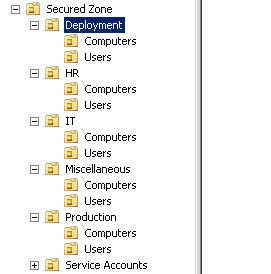 Secured Zone
Deployment
Computers
Users
HR
Computers
Users
IT
Computers
Users
Miscellaneous
Computers
Users
Production
Computers
Users
Service Accounts